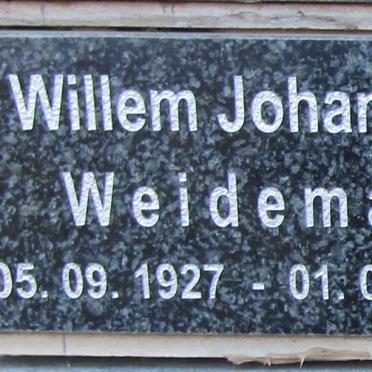 Willem Johan
Weidema
05. 09. 1927 - 01. 0